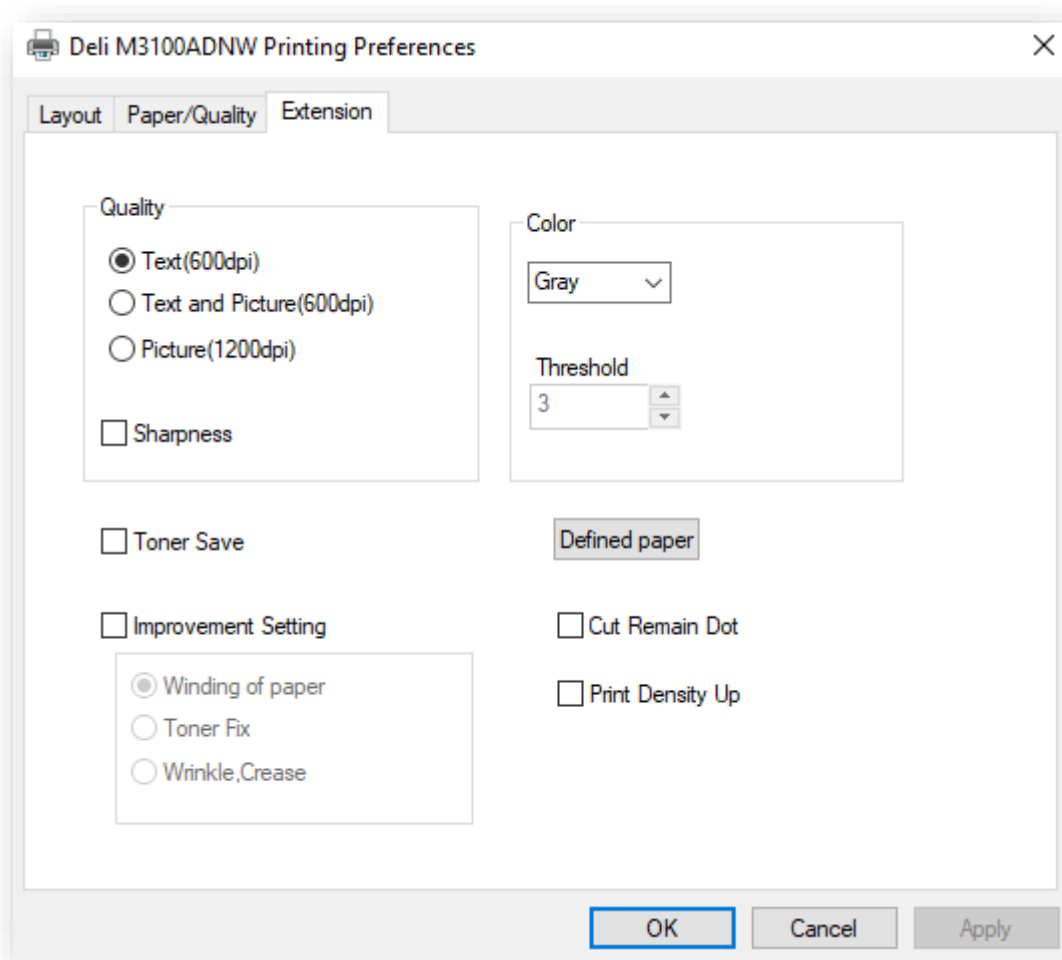 Deli M3100ADNW Printing Preferences
Layout
Paper/Quality
Extension
Quality
Text(600dpi)
Text and Picture(600dpi)
Picture(1200dpi)
Sharpness
Color
Gray
Threshold
3
Toner Save
Defined paper
Improvement Setting
Cut Remain Dot
Winding of paper
Print Density Up
Toner Fix
Wrinkle,Crease
OK
Cancel
Apply